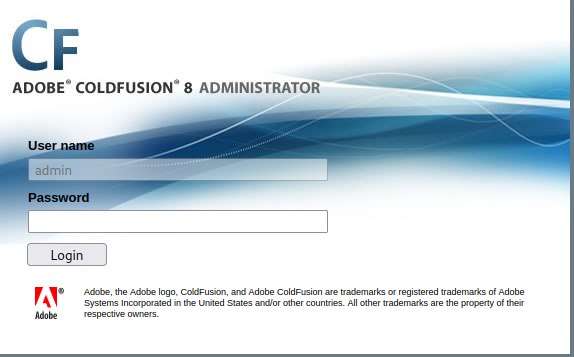 CF
ADOBE® COLDFUSION® 8 ADMINISTRATOR
User name
admin
Password
Login
Adobe, the Adobe logo, ColdFusion, and Adobe ColdFusion are trademarks or registered trademarks of Adobe
Systems Incorporated in the United States and/or other countries. All other trademarks are the property of their
respective owners.
®
Adobe